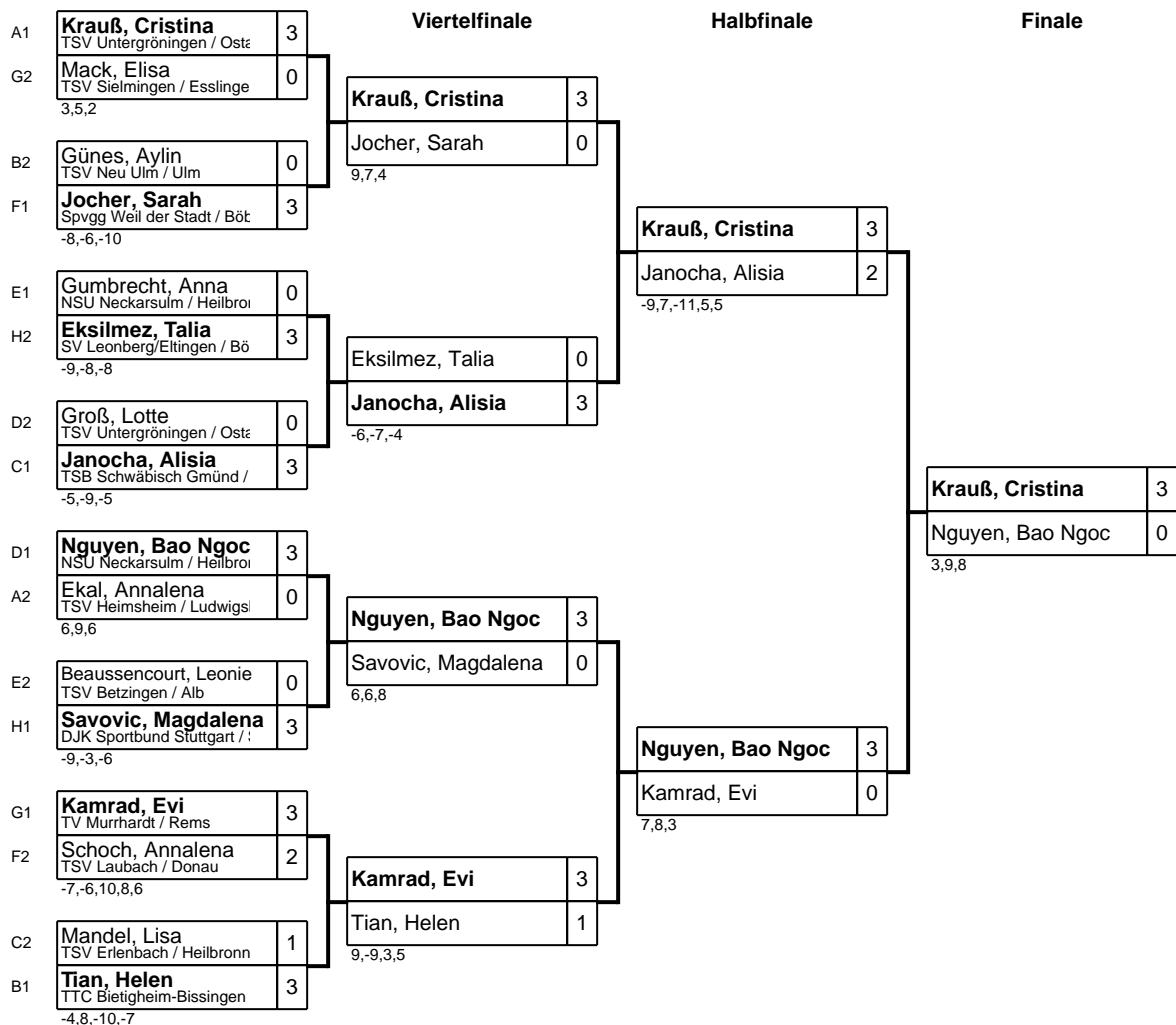 Viertelfinale
Halbfinale
Finale
A1 Krauß, Cristina 3
TSV Untergröningen / Osta
G2 Mack, Elisa 0
TSV Sielmingen / Esslinge
3,5,2
B2 Günes, Aylin 0
TSV Neu Ulm / Ulm
F1 Jocher, Sarah 3
Spvgg Weil der Stadt / Böb
-8,-6,-10
E1 Gumbrecht, Anna 0
NSU Neckarsulm / Heilbro
H2 Eksilmez, Talia 3
SV Leonberg/Eltingen / Bö
-9,-8,-8
D2 Groß, Lotte 0
TSV Untergröningen / Osta
C1 Janocha, Alisia 3
TSB Schwäbisch Gmünd /
-5,-9,-5
D1 Nguyen, Bao Ngoc 3
NSU Neckarsulm / Heilbro
A2 Ekal, Annalena 0
TSV Heimsheim / Ludwigs
6,9,6
E2 Beaussencourt, Leonie 0
TSV Betzingen / Alb
H1 Savovic, Magdalena 3
DJK Sportbund Stuttgart /
-9,-3,-6
G1 Kamrad, Evi 3
TV Murrhardt / Rems
F2 Schoch, Annalena 2
TSV Laubach / Donau
-7,-6,10,8,6
C2 Mandel, Lisa 1
TSV Erlenbach / Heilbronn
B1 Tian, Helen 3
TTC Bietigheim-Bissingen
-4,8,-10,-7
Krauß, Cristina 3
Jocher, Sarah 0
9,7,4
Eksilmez, Talia 0
Janocha, Alisia 3
-6,-7,-4
Nguyen, Bao Ngoc 3
Savovic, Magdalena 0
6,6,8
Kamrad, Evi 3
Tian, Helen 1
9,-9,3,5
Krauß, Cristina 3
Janocha, Alisia 2
-9,7,-11,5,5
Nguyen, Bao Ngoc 3
Kamrad, Evi 0
7,8,3
Krauß, Cristina 3
Nguyen, Bao Ngoc 0
3,9,8